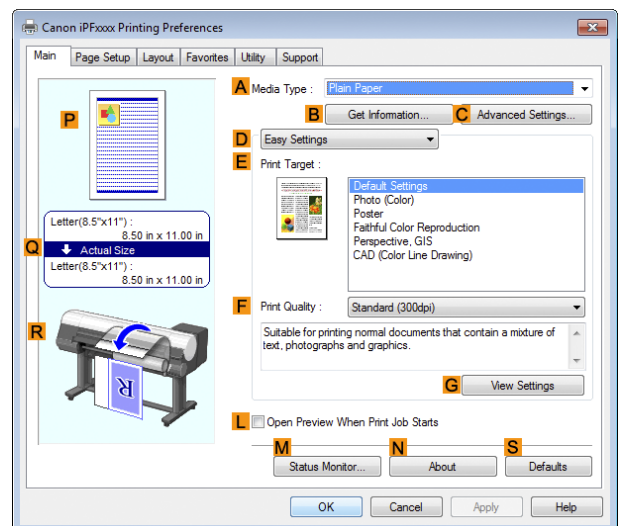 Canon iPFxxxx Printing Preferences
Main Page Setup Layout Favorites Utility Support
A Media Type : Plain Paper
B Get Information... C Advanced Settings...
D Easy Settings
E Print Target :
Default Settings
Photo (Color)
Poster
Faithful Color Reproduction
Perspective, GIS
CAD (Color Line Drawing)
P
Letter(8.5"x11") :
8.50 in x 11.00 in
Q Actual Size
Letter(8.5"x11") :
8.50 in x 11.00 in
F Print Quality : Standard (300dpi)
Suitable for printing normal documents that contain a mixture of
text, photographs and graphics.
R
R
G View Settings
L Open Preview When Print Job Starts
M N S
Status Monitor... About Defaults
OK Cancel Apply Help